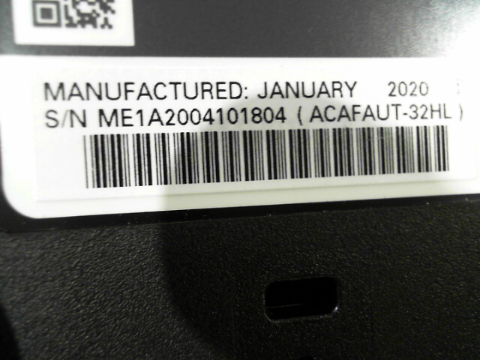 MANUFACTURED: JANUARY 2020
S/N ME1A2004101804 ( ACAFAUT-32HL )